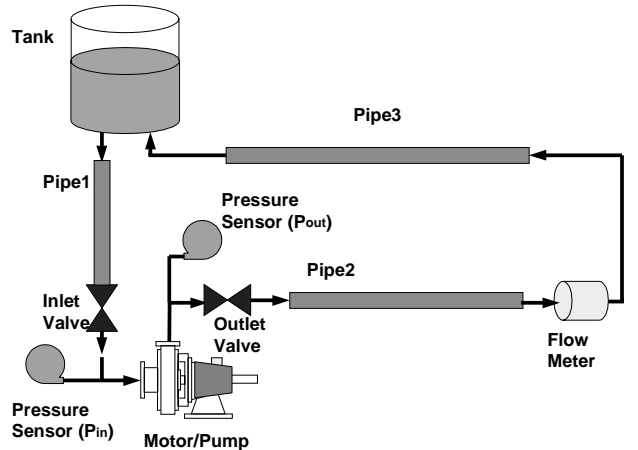 Tank
Pipe3
Pipe1
Pressure
Sensor (Pout)
Pipe2
Inlet
Valve
Outlet
Valve
Flow
Meter
Pressure
Sensor (Pin)
Motor/Pump